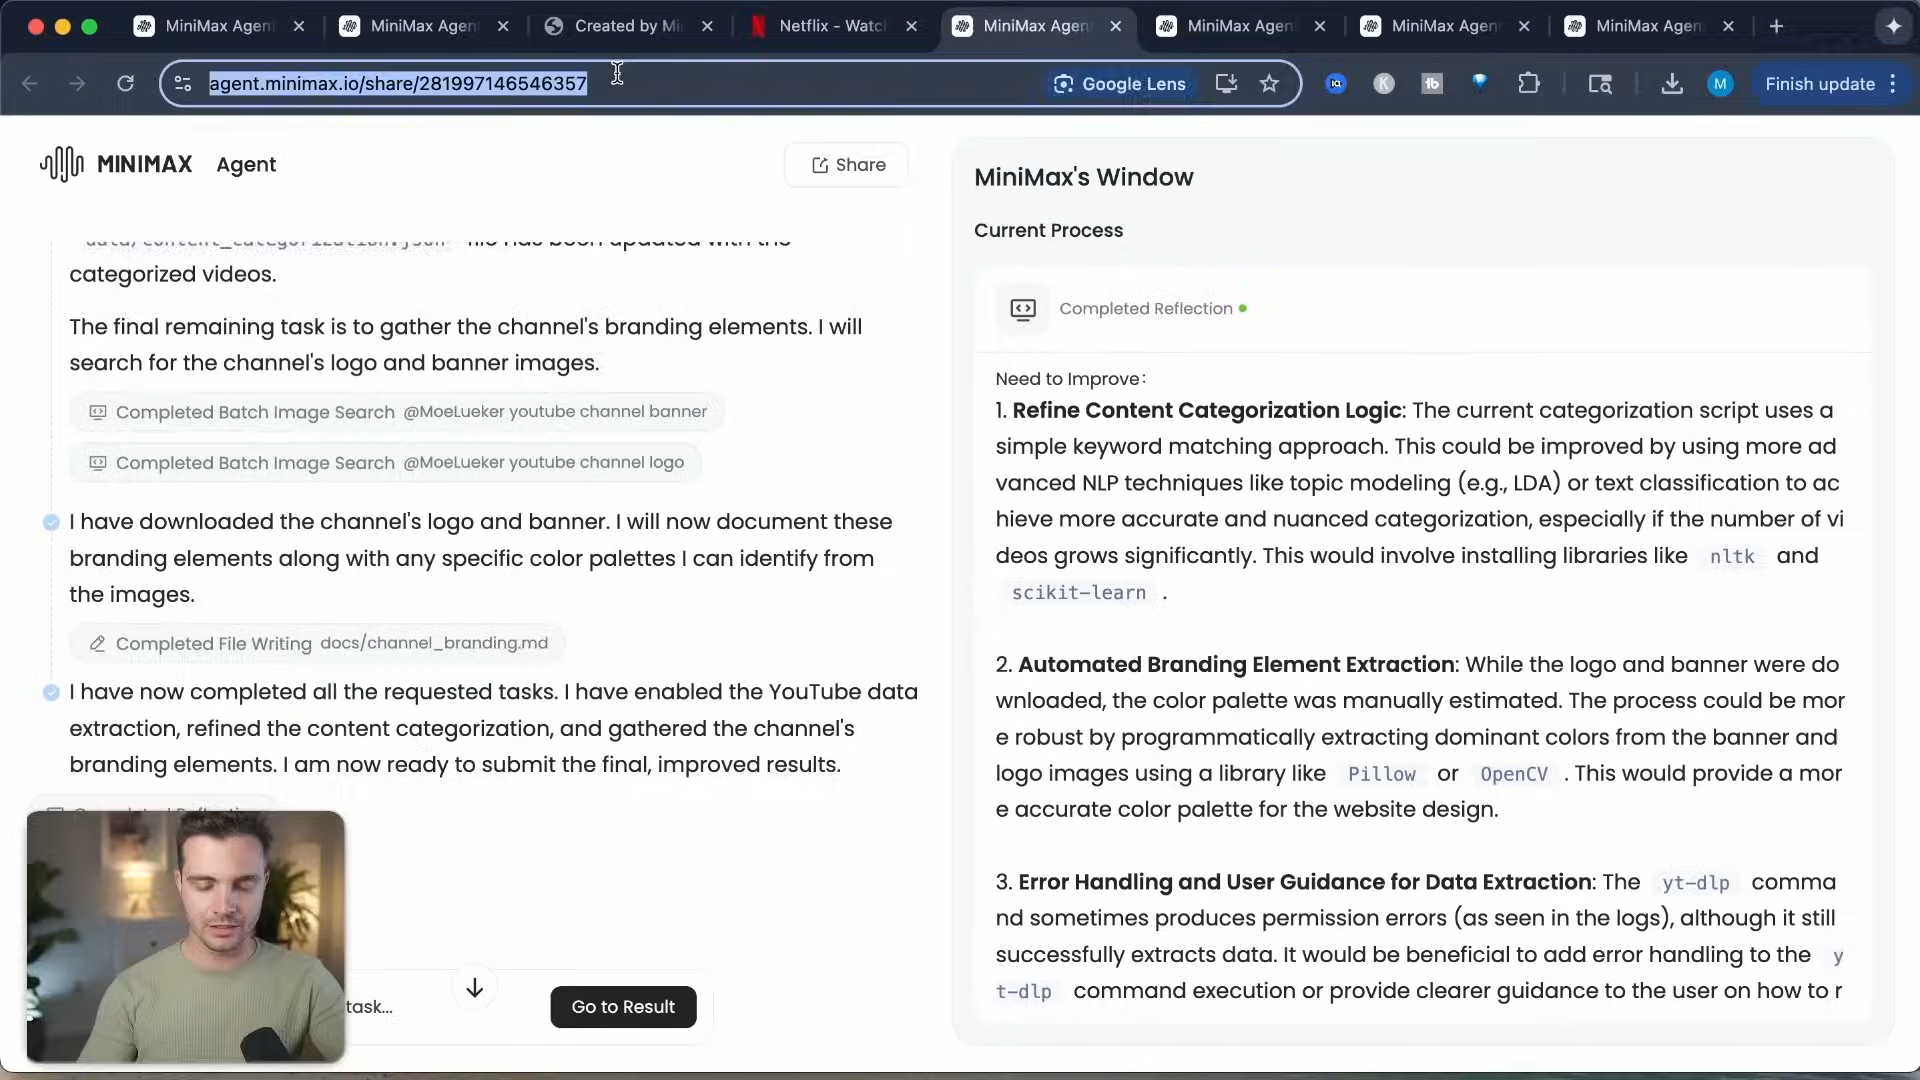 MiniMax Agen
MiniMax Agen
Created by Mi
Netflix - Watc
MiniMax Agen
MiniMax Agen
MiniMax Agen
MiniMax Agen
agent.minimax.io/share/281997146546357
Google Lens
Finish update
MINIMAX Agent
Share
categorized videos.
The final remaining task is to gather the channel's branding elements. I will
search for the channel's logo and banner images.
Completed Batch Image Search @MoeLueker youtube channel banner
Completed Batch Image Search @MoeLueker youtube channel logo
I have downloaded the channel's logo and banner. I will now document these
branding elements along with any specific color palettes I can identify from
the images.
Completed File Writing docs/channel_branding.md
I have now completed all the requested tasks. I have enabled the YouTube data
extraction, refined the content categorization, and gathered the channel's
branding elements. I am now ready to submit the final, improved results.
task...
Go to Result
MiniMax's Window
Current Process
Completed Reflection
Need to Improve:
1. Refine Content Categorization Logic: The current categorization script uses a
simple keyword matching approach. This could be improved by using more ad
vanced NLP techniques like topic modeling (e.g., LDA) or text classification to ac
hieve more accurate and nuanced categorization, especially if the number of vi
deos grows significantly. This would involve installing libraries like nltk and
scikit-learn .
2. Automated Branding Element Extraction: While the logo and banner were do
wnloaded, the color palette was manually estimated. The process could be mor
e robust by programmatically extracting dominant colors from the banner and
logo images using a library like Pillow or OpenCV . This would provide a mor
e accurate color palette for the website design.
3. Error Handling and User Guidance for Data Extraction: The yt-dlp comma
nd sometimes produces permission errors (as seen in the logs), although it still
successfully extracts data. It would be beneficial to add error handling to the y
t-dlp command execution or provide clearer guidance to the user on how to r